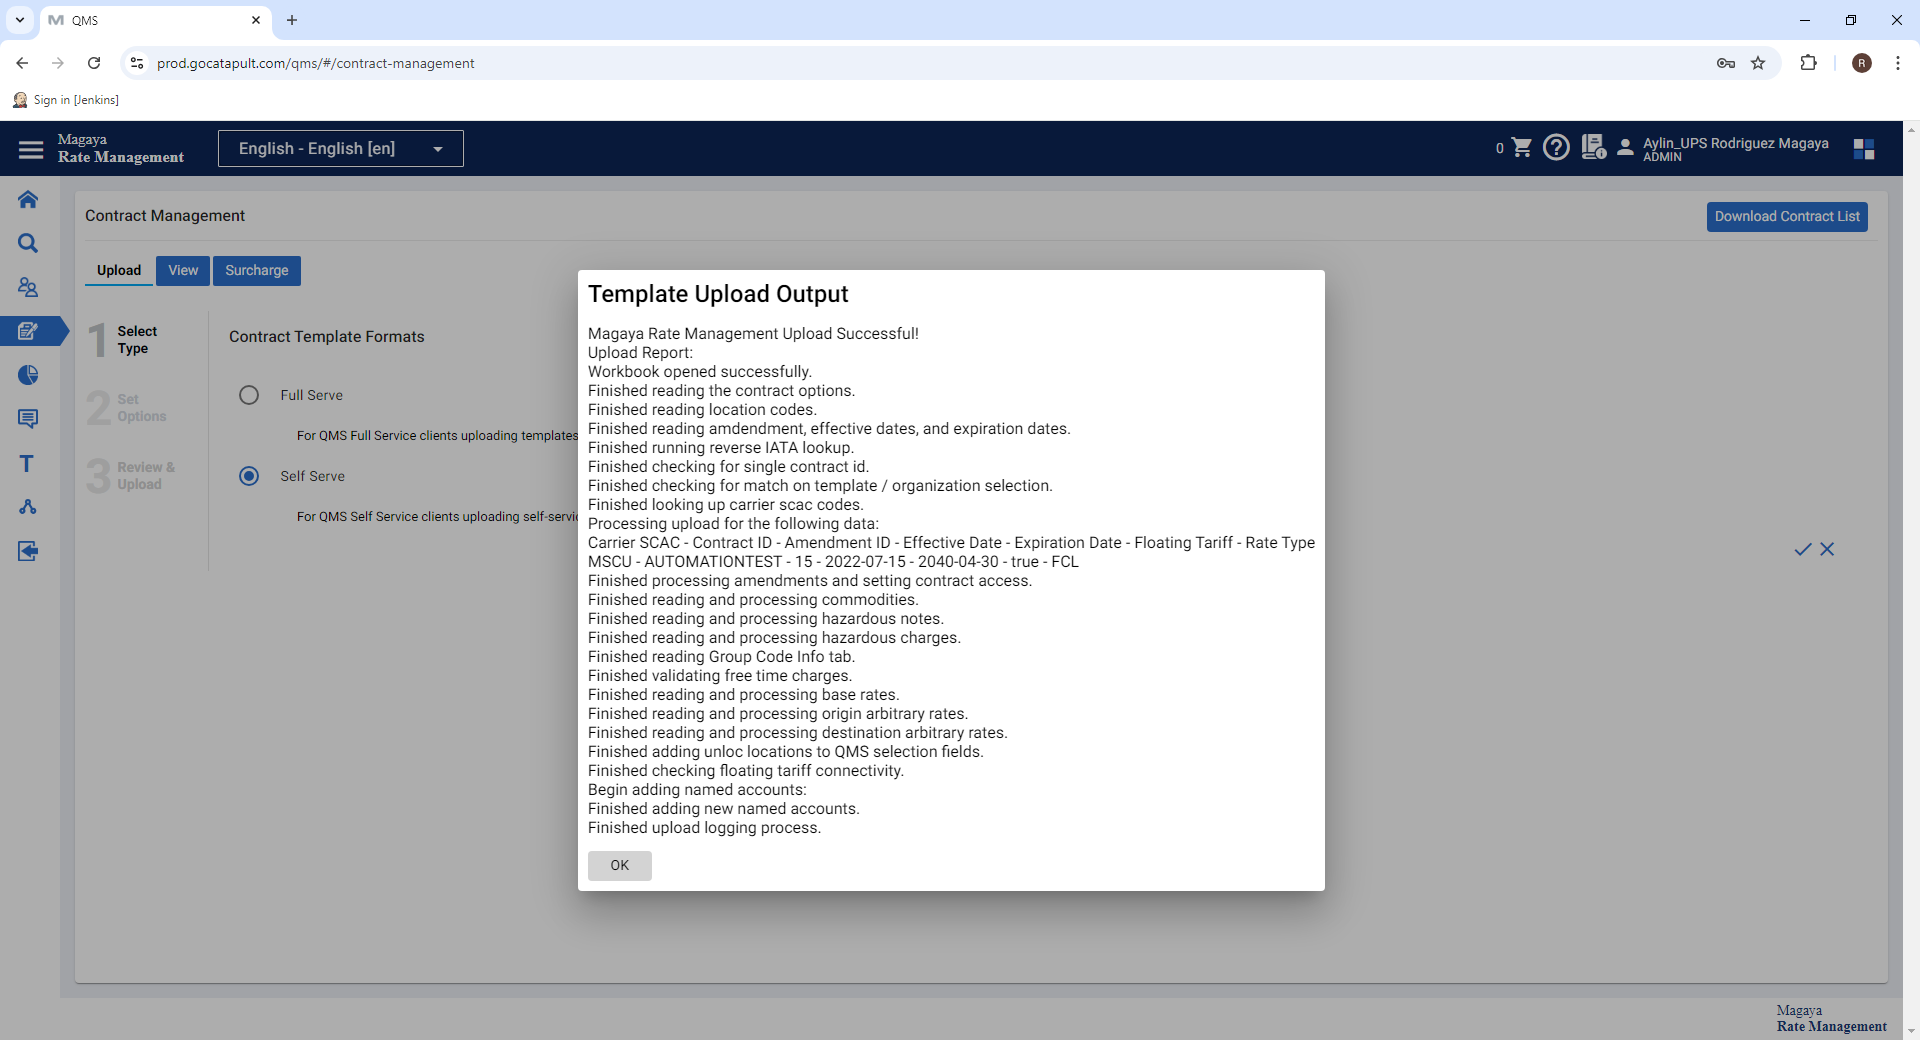 QMS
prod.gocatapult.com/qms/#/contract-management
R
Sign in [Jenkins]
Magaya
Rate Management
English - English [en]
0
Aylin_UPS Rodriguez Magaya
ADMIN
Contract Management
Download Contract List
Upload
View
Surcharge
1
Select
Type
2
Set
Options
3
Review &
Upload
Contract Template Formats
Full Serve
For QMS Full Service clients uploading templates
Self Serve
For QMS Self Service clients uploading self-servic
T
Template Upload Output
Magaya Rate Management Upload Successful!
Upload Report:
Workbook opened successfully.
Finished reading the contract options.
Finished reading location codes.
Finished reading amdendment, effective dates, and expiration dates.
Finished running reverse IATA lookup.
Finished checking for single contract id.
Finished checking for match on template / organization selection.
Finished looking up carrier scac codes.
Processing upload for the following data:
Carrier SCAC - Contract ID - Amendment ID - Effective Date - Expiration Date - Floating Tariff - Rate Type
MSCU - AUTOMATIONTEST - 15 - 2022-07-15 - 2040-04-30 - true - FCL
Finished processing amendments and setting contract access.
Finished reading and processing commodities.
Finished reading and processing hazardous notes.
Finished reading and processing hazardous charges.
Finished reading Group Code Info tab.
Finished validating free time charges.
Finished reading and processing base rates.
Finished reading and processing origin arbitrary rates.
Finished reading and processing destination arbitrary rates.
Finished adding unloc locations to QMS selection fields.
Finished checking floating tariff connectivity.
Begin adding named accounts:
Finished adding new named accounts.
Finished upload logging process.
OK
Magaya
Rate Management